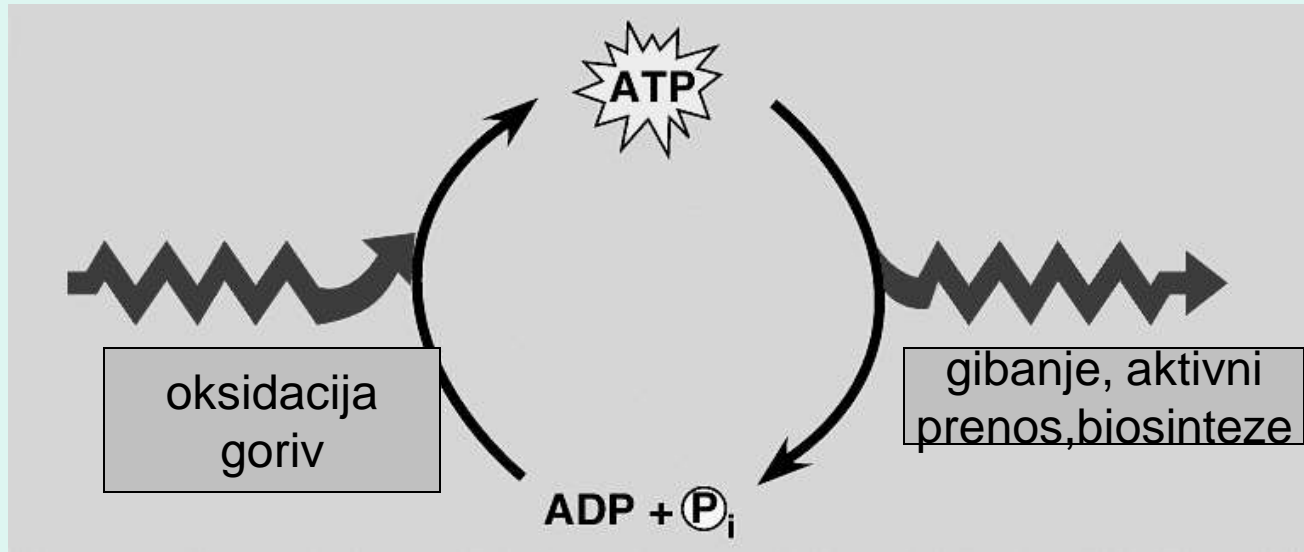 ATP
oksidacija
goriv
gibanje, aktivni
prenos,biosinteze
ADP + Pi